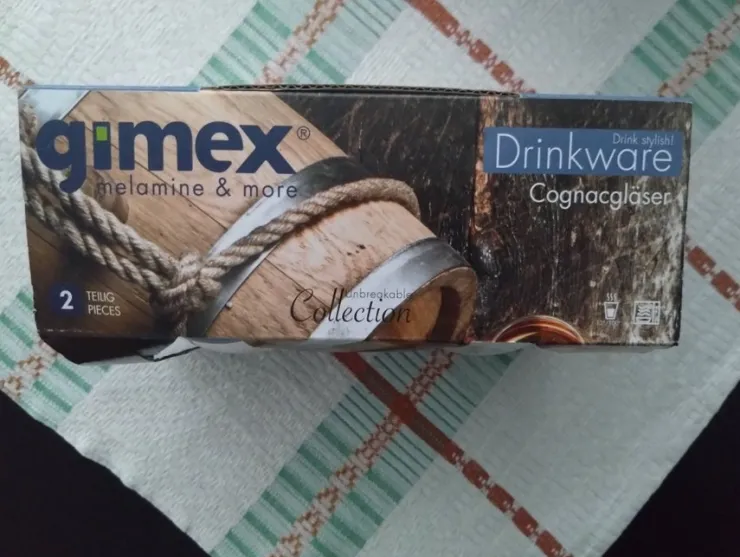 gimex®
melamine & more
Drink stylish!
Drinkware
Cognacgläser
2 TEILIG
PIECES
unbreakable
Collection